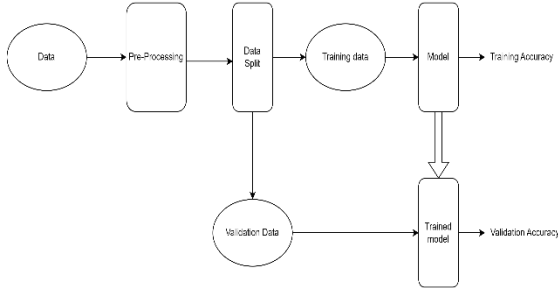 Data
Pre-Processing
Data
Split
Training data
Model
Training Accuracy
Validation Data
Trained
model
Validation Accuracy